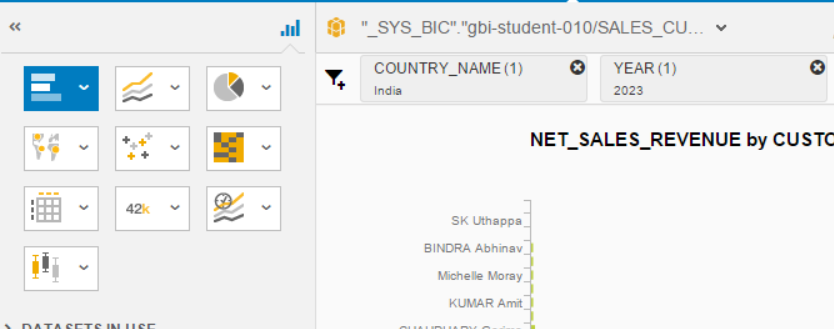 "_SYS_BIC"."gbi-student-010/SALES_CU...
COUNTRY_NAME (1)
India
YEAR (1)
2023
NET_SALES_REVENUE by CUSTO
SK Uthappa
BINDRA Abhinav
Michelle Moray
42k
KUMAR Amit
DATASETS IN USE